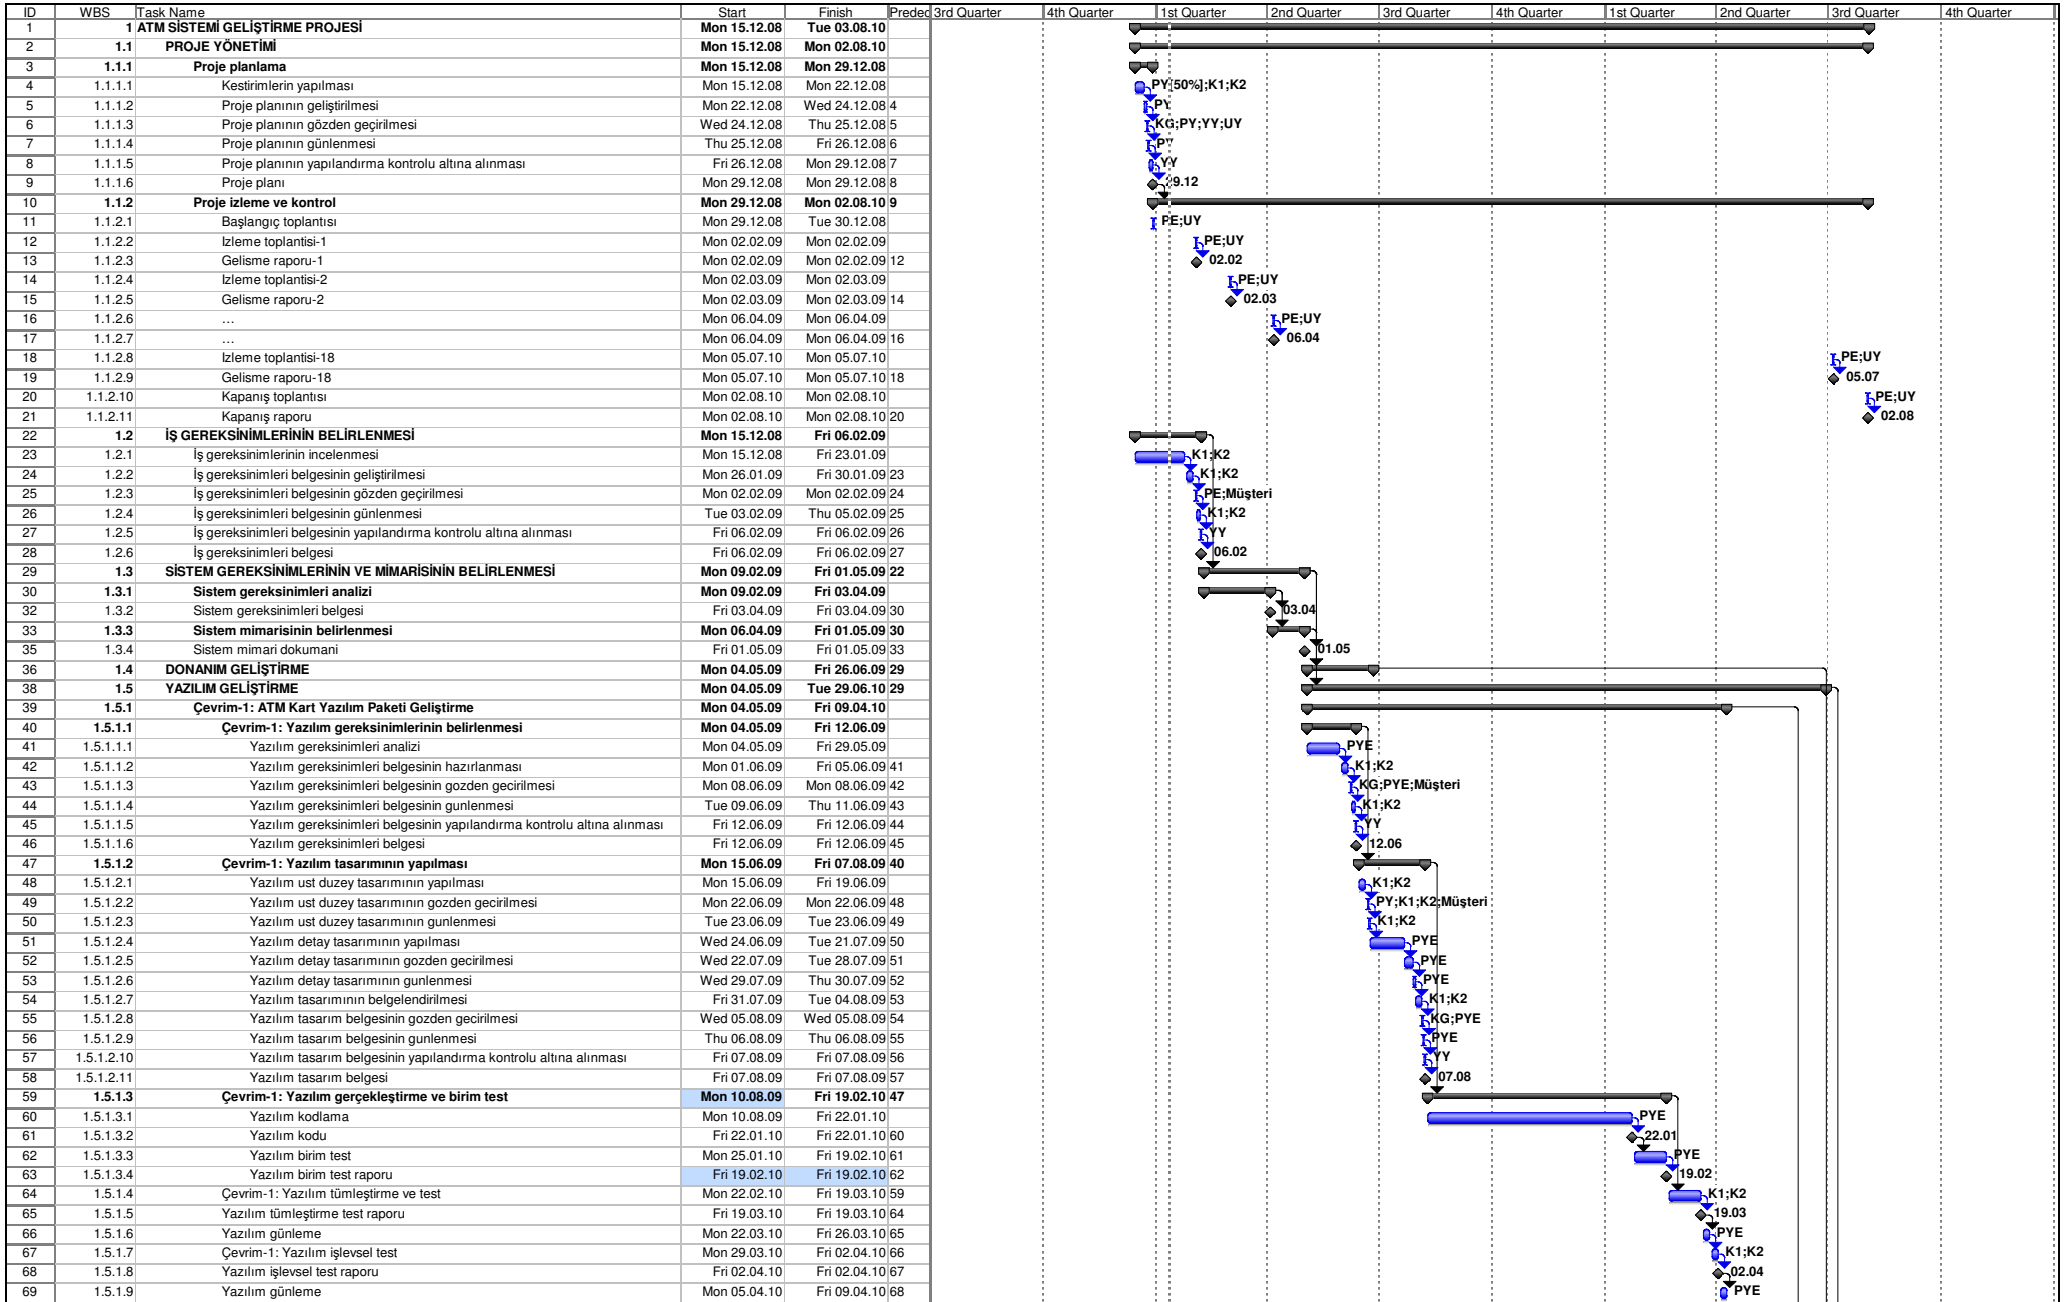 ID WBS Task Name Start Finish Predec 3rd Quarter 4th Quarter 1st Quarter 2nd Quarter 3rd Quarter 4th Quarter 1st Quarter 2nd Quarter 3rd Quarter 4th Quarter
1 1 ATM SİSTEMİ GELİŞTİRME PROJESİ Mon 15.12.08 Tue 03.08.10
2 1.1 PROJE YÖNETİMİ Mon 15.12.08 Mon 02.08.10
3 1.1.1 Proje planlama Mon 15.12.08 Mon 29.12.08
4 1.1.1.1 Kestirimlerin yapılması Mon 15.12.08 Mon 22.12.08 PY[50%];K1;K2
5 1.1.1.2 Proje planının geliştirilmesi Mon 22.12.08 Wed 24.12.08 4 PY
6 1.1.1.3 Proje planının gözden geçirilmesi Wed 24.12.08 Thu 25.12.08 5 KG;PY;YY;UY
7 1.1.1.4 Proje planının günlenmesi Thu 25.12.08 Fri 26.12.08 6 PY
8 1.1.1.5 Proje planının yapılandırma kontrolu altına alınması Fri 26.12.08 Mon 29.12.08 7 YY
9 1.1.1.6 Proje planı Mon 29.12.08 Mon 29.12.08 8 29.12
10 1.1.2 Proje izleme ve kontrol Mon 29.12.08 Mon 02.08.10 9
11 1.1.2.1 Başlangıç toplantısı Mon 29.12.08 Tue 30.12.08 PE;UY
12 1.1.2.2 Izleme toplantisi-1 Mon 02.02.09 Mon 02.02.09 PE;UY
13 1.1.2.3 Gelisme raporu-1 Mon 02.02.09 Mon 02.02.09 12 02.02
14 1.1.2.4 Izleme toplantisi-2 Mon 02.03.09 Mon 02.03.09 PE;UY
15 1.1.2.5 Gelisme raporu-2 Mon 02.03.09 Mon 02.03.09 14 02.03
16 1.1.2.6 ... Mon 06.04.09 Mon 06.04.09 PE;UY
17 1.1.2.7 ... Mon 06.04.09 Mon 06.04.09 16 06.04
18 1.1.2.8 Izleme toplantisi-18 Mon 05.07.10 Mon 05.07.10 PE;UY
19 1.1.2.9 Gelisme raporu-18 Mon 05.07.10 Mon 05.07.10 18 05.07
20 1.1.2.10 Kapanış toplantısı Mon 02.08.10 Mon 02.08.10 PE;UY
21 1.1.2.11 Kapanış raporu Mon 02.08.10 Mon 02.08.10 20 02.08
22 1.2 İŞ GEREKSİNİMLERİNİN BELİRLENMESİ Mon 15.12.08 Fri 06.02.09
23 1.2.1 İş gereksinimlerinin incelenmesi Mon 15.12.08 Fri 23.01.09 K1;K2
24 1.2.2 İş gereksinimleri belgesinin geliştirilmesi Mon 26.01.09 Fri 30.01.09 23 K1;K2
25 1.2.3 İş gereksinimleri belgesinin gözden geçirilmesi Mon 02.02.09 Mon 02.02.09 24 PE;Müşteri
26 1.2.4 İş gereksinimleri belgesinin günlenmesi Tue 03.02.09 Thu 05.02.09 25 K1;K2
27 1.2.5 İş gereksinimleri belgesinin yapılandırma kontrolu altına alınması Fri 06.02.09 Fri 06.02.09 26 YY
28 1.2.6 İş gereksinimleri belgesi Fri 06.02.09 Fri 06.02.09 27 06.02
29 1.3 SİSTEM GEREKSİNİMLERİNİN VE MİMARİSİNİN BELİRLENMESİ Mon 09.02.09 Fri 01.05.09 22
30 1.3.1 Sistem gereksinimleri analizi Mon 09.02.09 Fri 03.04.09
32 1.3.2 Sistem gereksinimleri belgesi Fri 03.04.09 Fri 03.04.09 30 03.04
33 1.3.3 Sistem mimarisinin belirlenmesi Mon 06.04.09 Fri 01.05.09 30
35 1.3.4 Sistem mimari dokumani Fri 01.05.09 Fri 01.05.09 33 01.05
36 1.4 DONANIM GELİŞTİRME Mon 04.05.09 Fri 26.06.09 29
38 1.5 YAZILIM GELİŞTİRME Mon 04.05.09 Tue 29.06.10 29
39 1.5.1 Çevrim-1: ATM Kart Yazılım Paketi Geliştirme Mon 04.05.09 Fri 09.04.10
40 1.5.1.1 Çevrim-1: Yazılım gereksinimlerinin belirlenmesi Mon 04.05.09 Fri 12.06.09
41 1.5.1.1.1 Yazılım gereksinimleri analizi Mon 04.05.09 Fri 29.05.09 PYE
42 1.5.1.1.2 Yazılım gereksinimleri belgesinin hazırlanması Mon 01.06.09 Fri 05.06.09 41 K1;K2
43 1.5.1.1.3 Yazılım gereksinimleri belgesinin gozden gecirilmesi Mon 08.06.09 Mon 08.06.09 42 KG;PYE;Müşteri
44 1.5.1.1.4 Yazılım gereksinimleri belgesinin gunlenmesi Tue 09.06.09 Thu 11.06.09 43 K1;K2
45 1.5.1.1.5 Yazılım gereksinimleri belgesinin yapılandırma kontrolu altına alınması Fri 12.06.09 Fri 12.06.09 44 YY
46 1.5.1.1.6 Yazılım gereksinimleri belgesi Fri 12.06.09 Fri 12.06.09 45 12.06
47 1.5.1.2 Çevrim-1: Yazılım tasarımının yapılması Mon 15.06.09 Fri 07.08.09 40
48 1.5.1.2.1 Yazılım ust duzey tasarımının yapılması Mon 15.06.09 Fri 19.06.09 K1;K2
49 1.5.1.2.2 Yazılım ust duzey tasarımının gozden gecirilmesi Mon 22.06.09 Mon 22.06.09 48 PY;K1;K2;Müşteri
50 1.5.1.2.3 Yazılım ust duzey tasarımının gunlenmesi Tue 23.06.09 Tue 23.06.09 49 K1;K2
51 1.5.1.2.4 Yazılım detay tasarımının yapılması Wed 24.06.09 Tue 21.07.09 50 PYE
52 1.5.1.2.5 Yazılım detay tasarımının gozden gecirilmesi Wed 22.07.09 Tue 28.07.09 51 PYE
53 1.5.1.2.6 Yazılım detay tasarımının gunlenmesi Wed 29.07.09 Thu 30.07.09 52 PYE
54 1.5.1.2.7 Yazılım tasarımının belgelendirilmesi Fri 31.07.09 Tue 04.08.09 53 K1;K2
55 1.5.1.2.8 Yazılım tasarım belgesinin gozden gecirilmesi Wed 05.08.09 Wed 05.08.09 54 KG;PYE
56 1.5.1.2.9 Yazılım tasarım belgesinin gunlenmesi Thu 06.08.09 Thu 06.08.09 55 PYE
57 1.5.1.2.10 Yazılım tasarım belgesinin yapılandırma kontrolu altına alınması Fri 07.08.09 Fri 07.08.09 56 YY
58 1.5.1.2.11 Yazılım tasarım belgesi Fri 07.08.09 Fri 07.08.09 57 07.08
59 1.5.1.3 Çevrim-1: Yazılım gerçekleştirme ve birim test Mon 10.08.09 Fri 19.02.10 47
60 1.5.1.3.1 Yazılım kodlama Mon 10.08.09 Fri 22.01.10 PYE
61 1.5.1.3.2 Yazılım kodu Fri 22.01.10 Fri 22.01.10 60 22.01
62 1.5.1.3.3 Yazılım birim test Mon 25.01.10 Fri 19.02.10 61 PYE
63 1.5.1.3.4 Yazılım birim test raporu Fri 19.02.10 Fri 19.02.10 62 19.02
64 1.5.1.4 Çevrim-1: Yazılım tümleştirme ve test Mon 22.02.10 Fri 19.03.10 59 K1;K2
65 1.5.1.5 Yazılım tümleştirme test raporu Fri 19.03.10 Fri 19.03.10 64 19.03
66 1.5.1.6 Yazılım günleme Mon 22.03.10 Fri 26.03.10 65 PYE
67 1.5.1.7 Çevrim-1: Yazılım işlevsel test Mon 29.03.10 Fri 02.04.10 66 K1;K2
68 1.5.1.8 Yazılım işlevsel test raporu Fri 02.04.10 Fri 02.04.10 67 02.04
69 1.5.1.9 Yazılım günleme Mon 05.04.10 Fri 09.04.10 68 PYE